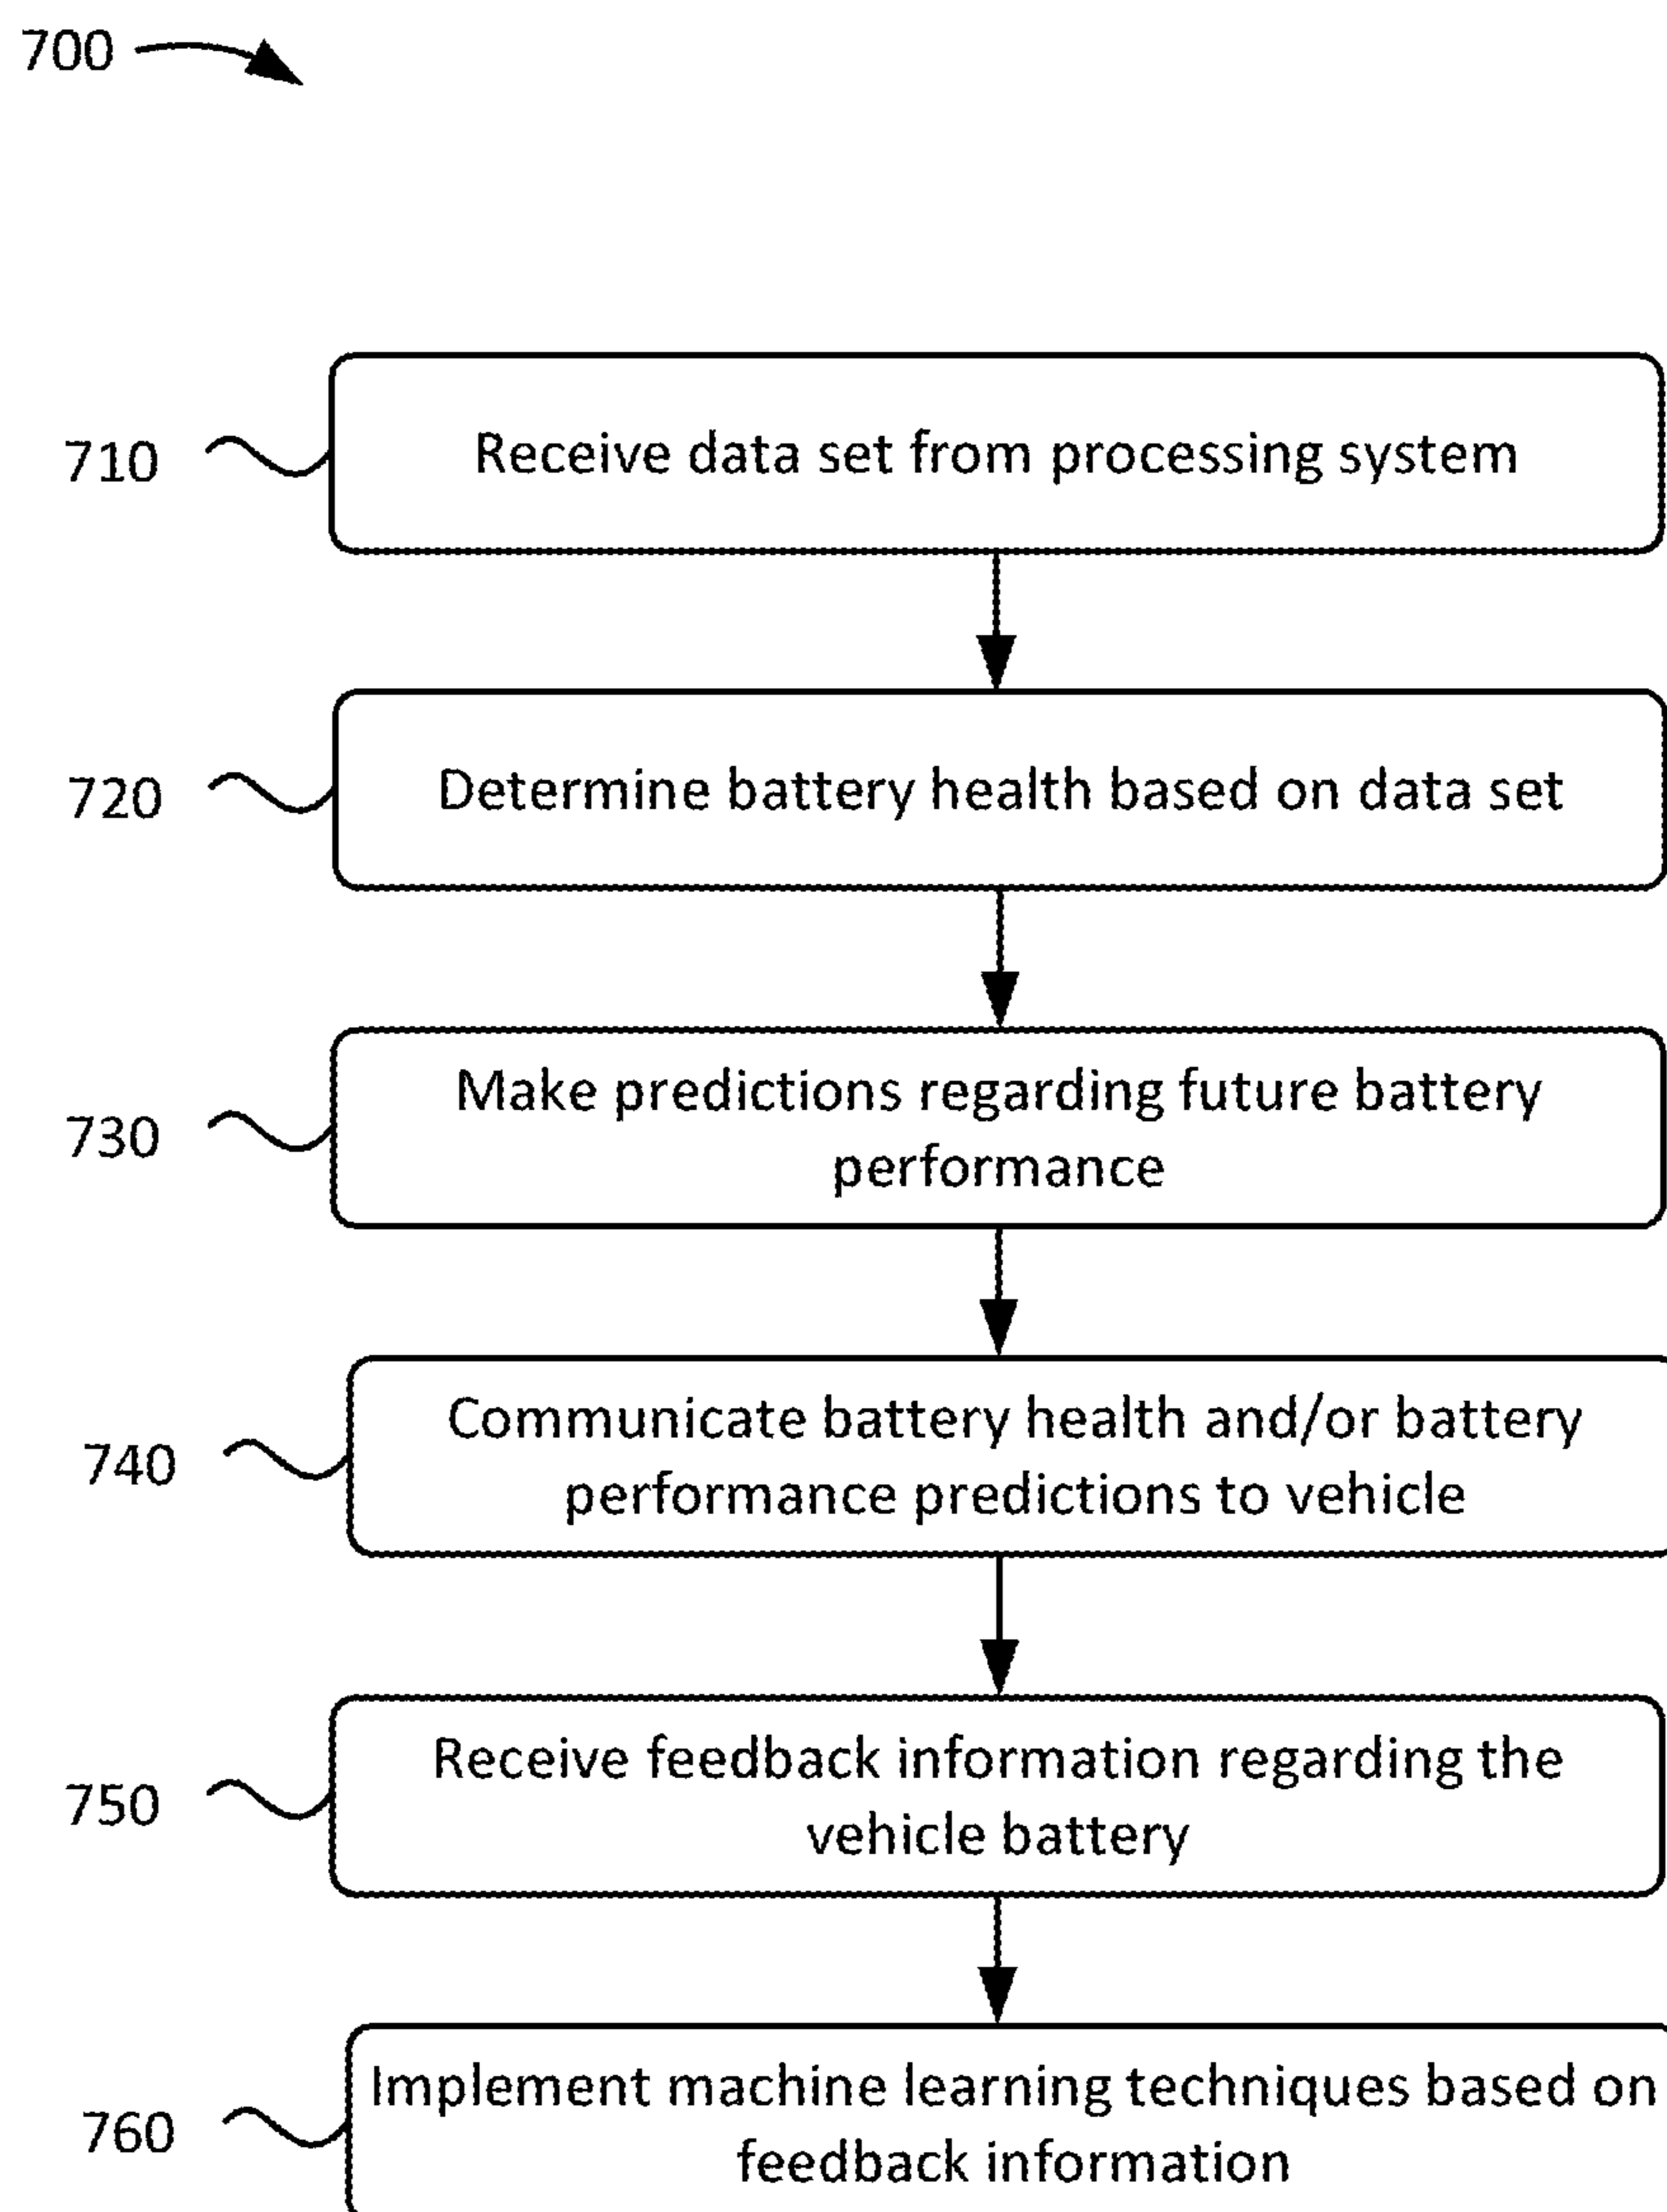 700
710
Receive data set from processing system
720
Determine battery health based on data set
730
Make predictions regarding future battery
performance
740
Communicate battery health and/or battery
performance predictions to vehicle
750
Receive feedback information regarding the
vehicle battery
760
Implement machine learning techniques based on
feedback information